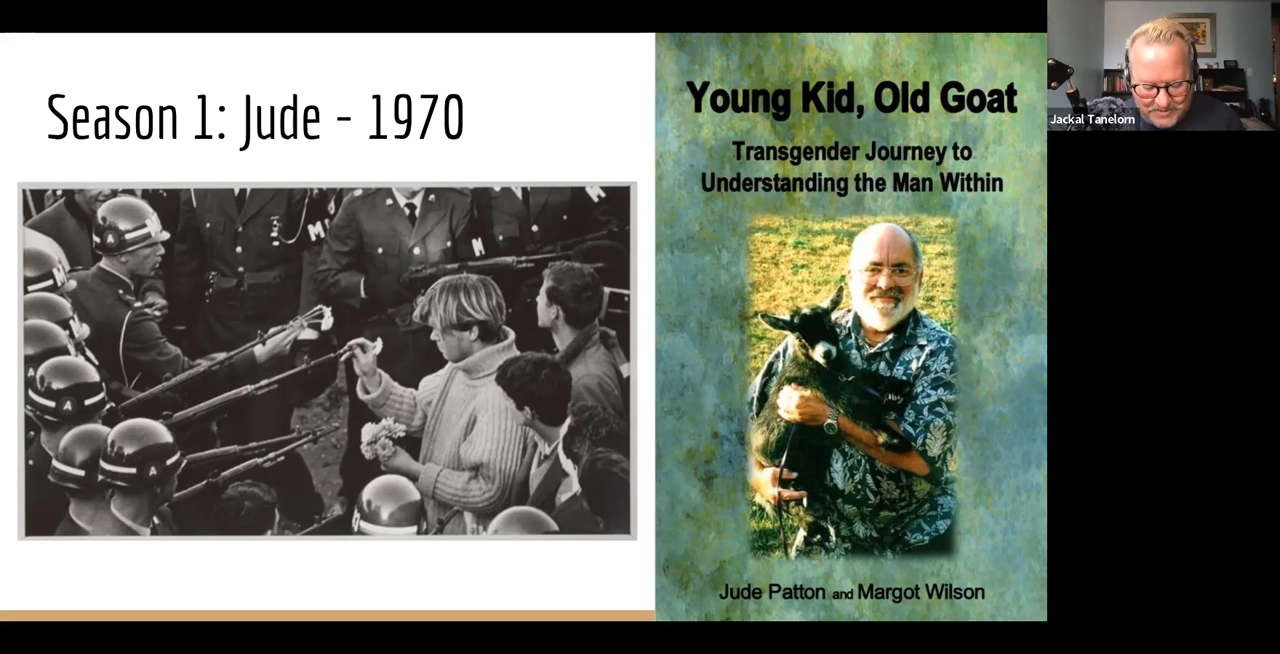 Season 1: Jude - 1970
Young Kid, Old Goat
Transgender Journey to
Understanding the Man Within
Jude Patton and Margot Wilson
Jackal Tanelorn
A
M
A
A